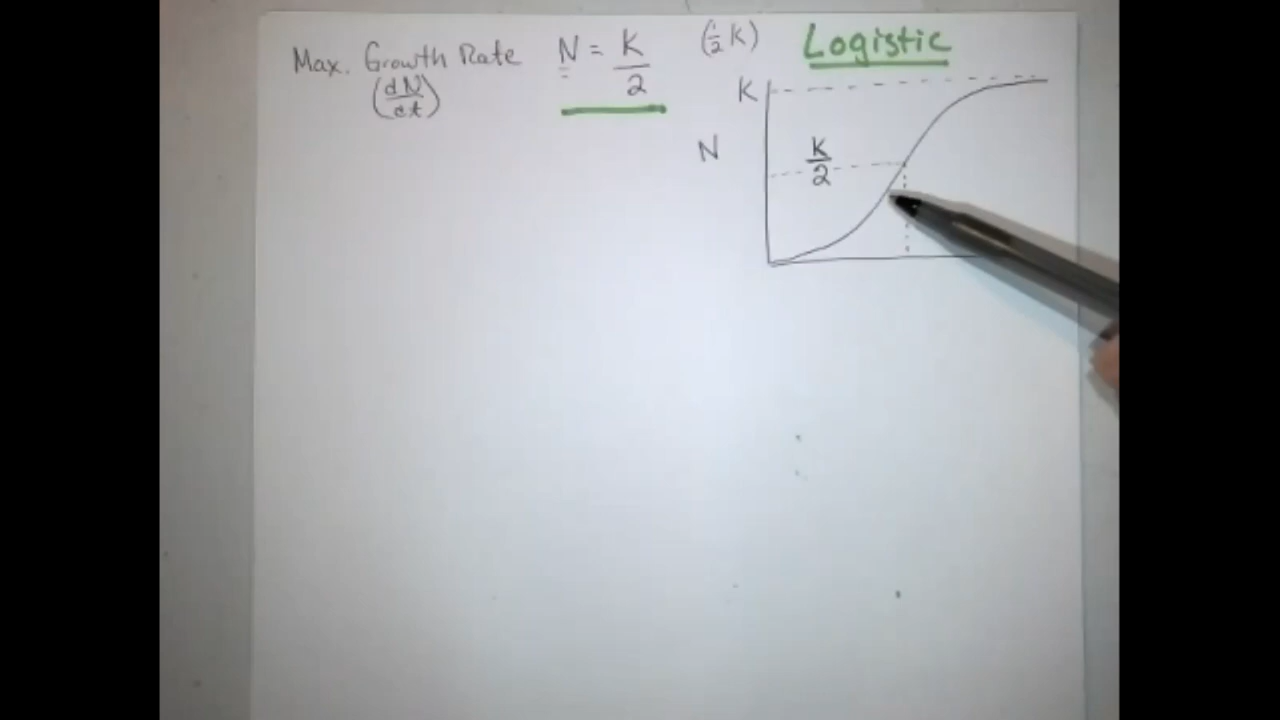 Max. Growth Rate N = K/2 (½ K)
(dN/dt)
Logistic
K
N
K/2